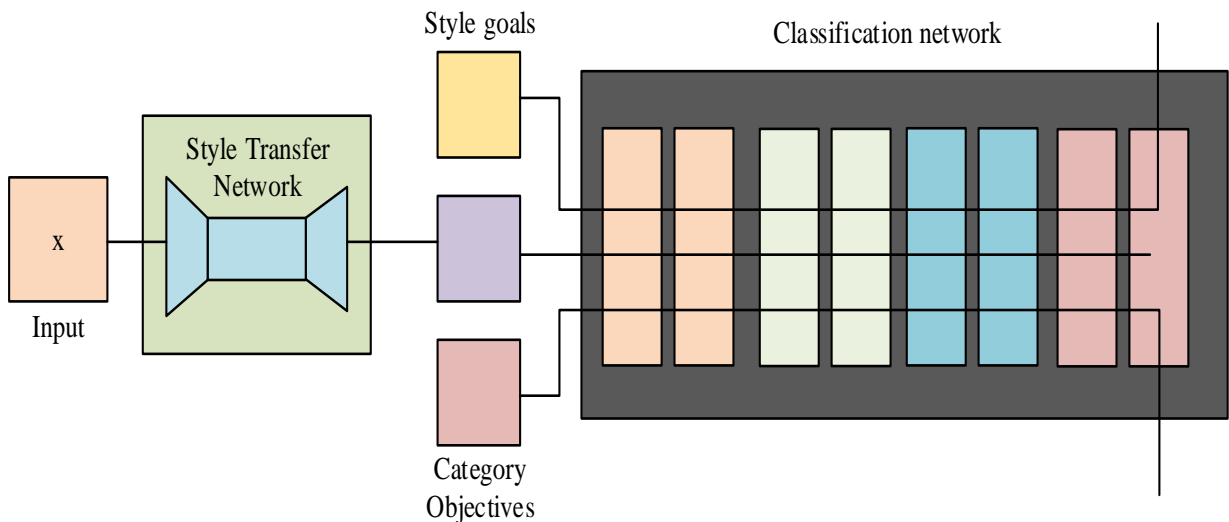 Style goals
Classification network
Style Transfer
Network
x
Input
Category
Objectives